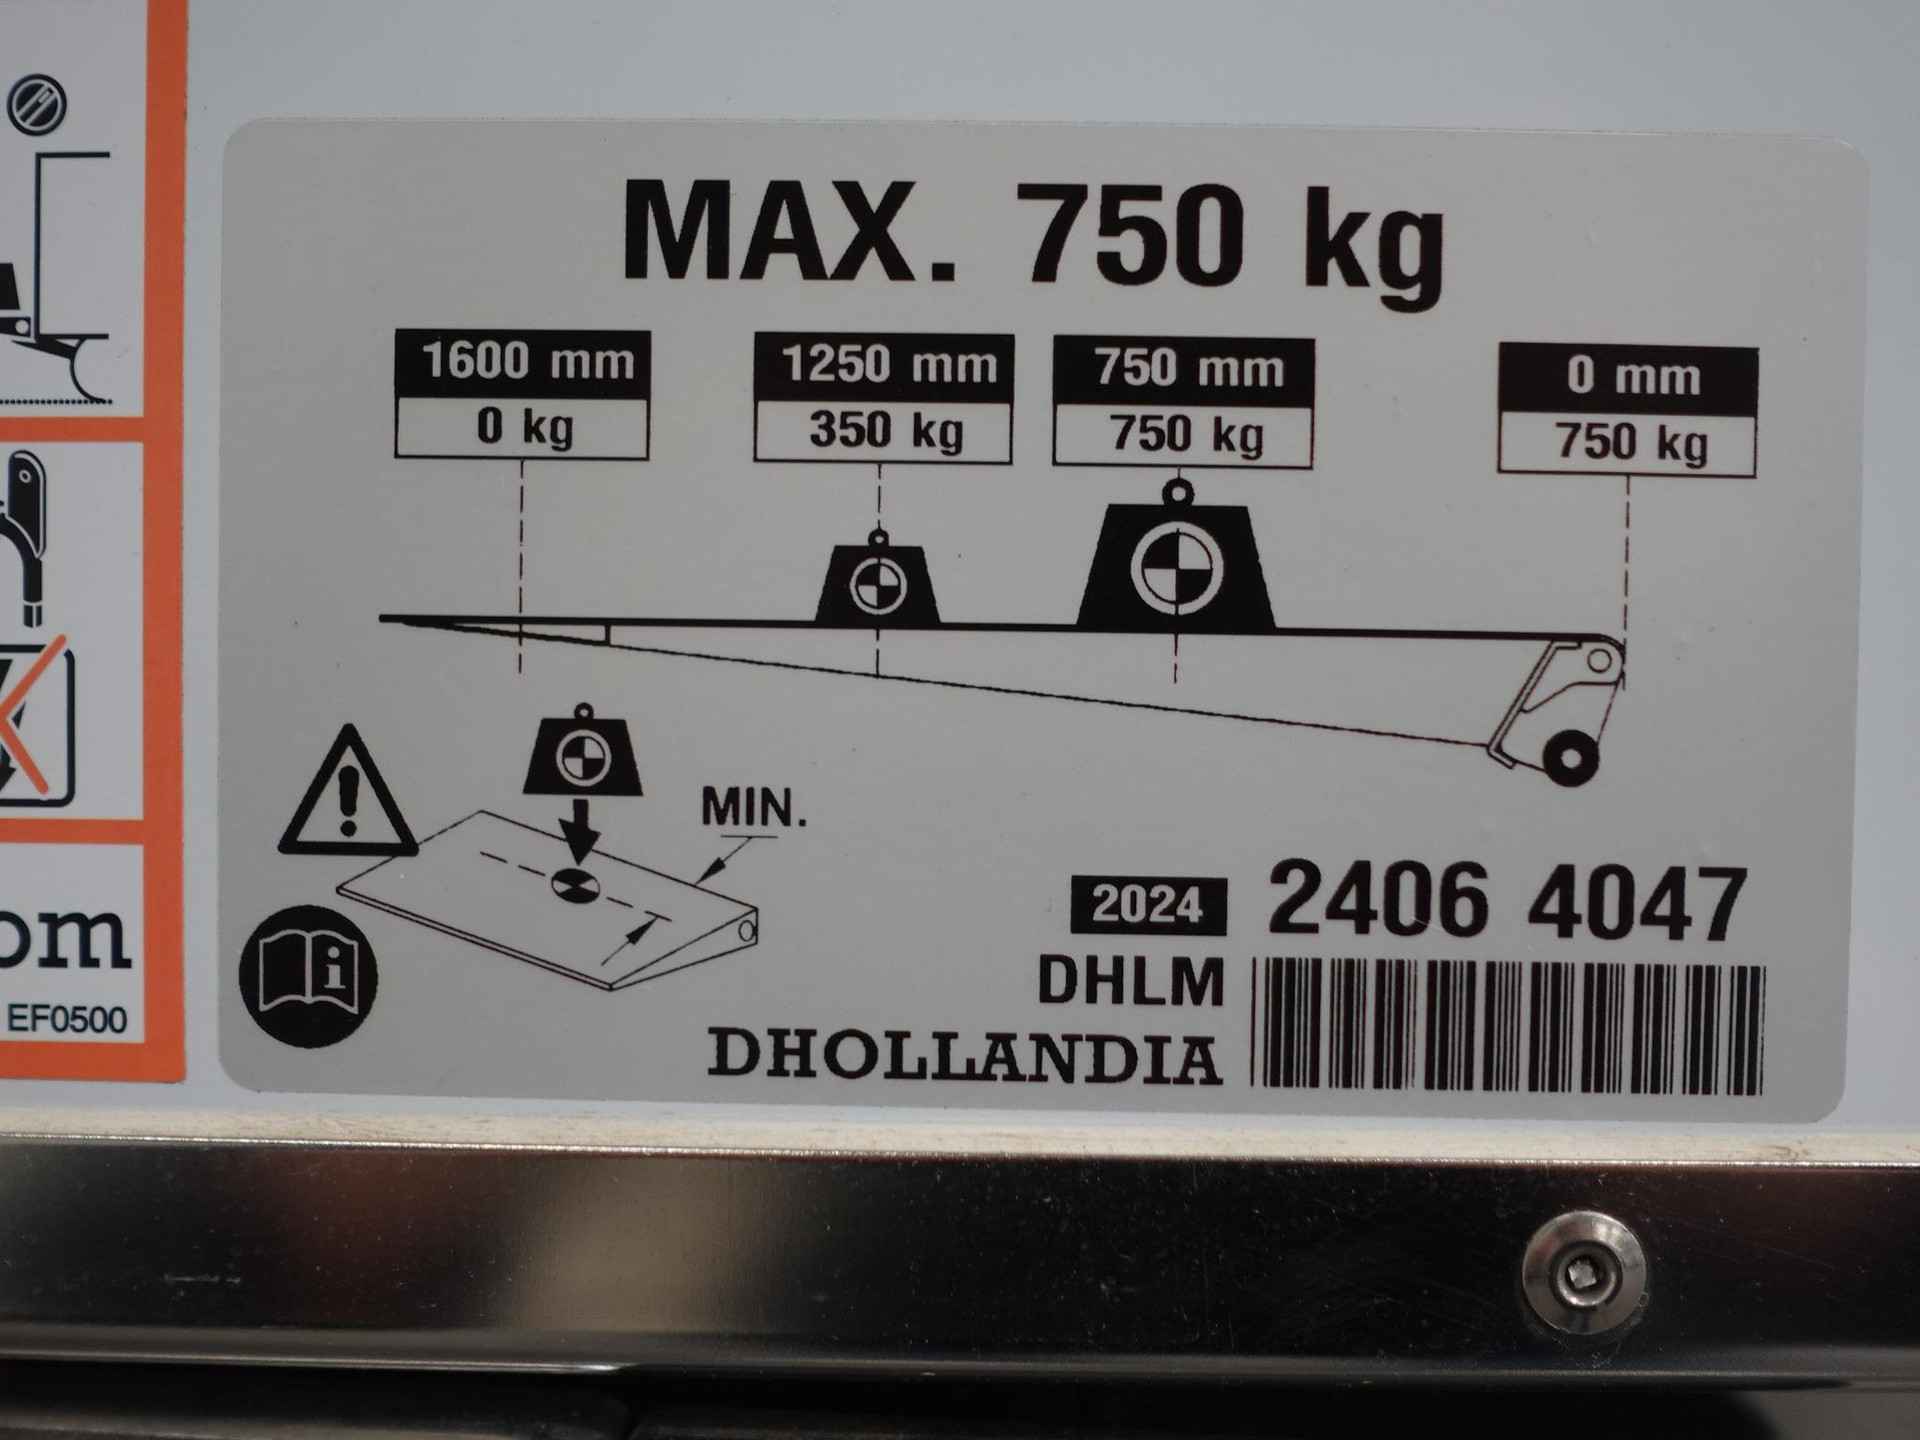 MAX. 750 kg
1600 mm
0 kg
1250 mm
350 kg
750 mm
750 kg
0 mm
750 kg
MIN.
2024 2406 4047
DHLM
DHOLLANDIA
i
om
EF0500